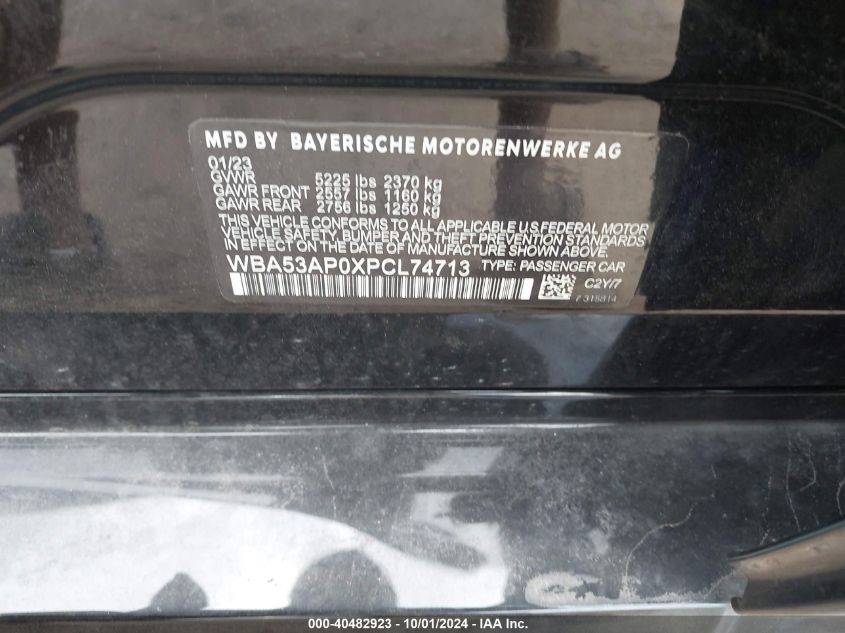 MFD BY BAYERISCHE MOTORENWERKE AG
01/23
GVWR 5225 lbs 2370 kg
GAWR FRONT 2557 lbs 1160 kg
GAWR REAR 2756 lbs 1250 kg
THIS VEHICLE CONFORMS TO ALL APPLICABLE U.S. FEDERAL MOTOR
VEHICLE SAFETY, BUMPER AND THEFT PREVENTION STANDARDS
IN EFFECT ON THE DATE OF MANUFACTURE SHOWN ABOVE.
WBA53AP0XPCL74713 TYPE: PASSENGER CAR
C2Y/7
7 315814
000-40482923 - 10/01/2024 - IAA Inc.